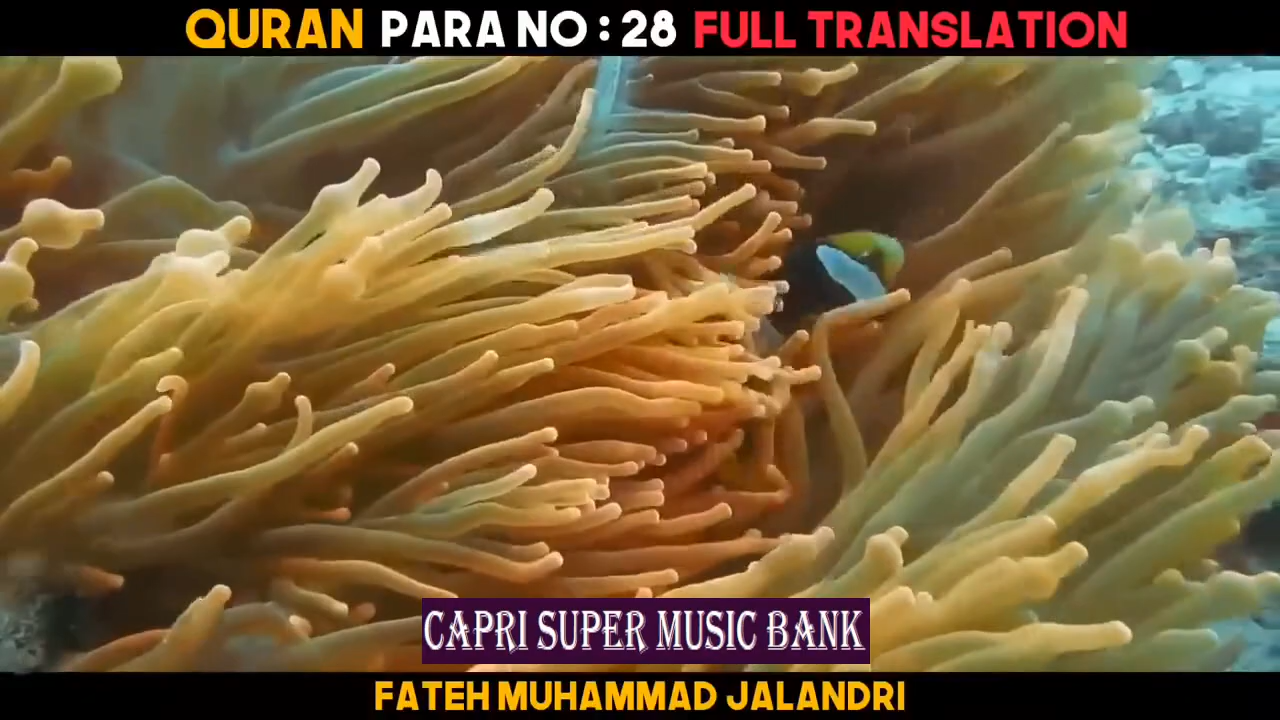 QURAN PARA NO : 28 FULL TRANSLATION
CAPRI SUPER MUSIC BANK
FATEH MUHAMMAD JALANDRI